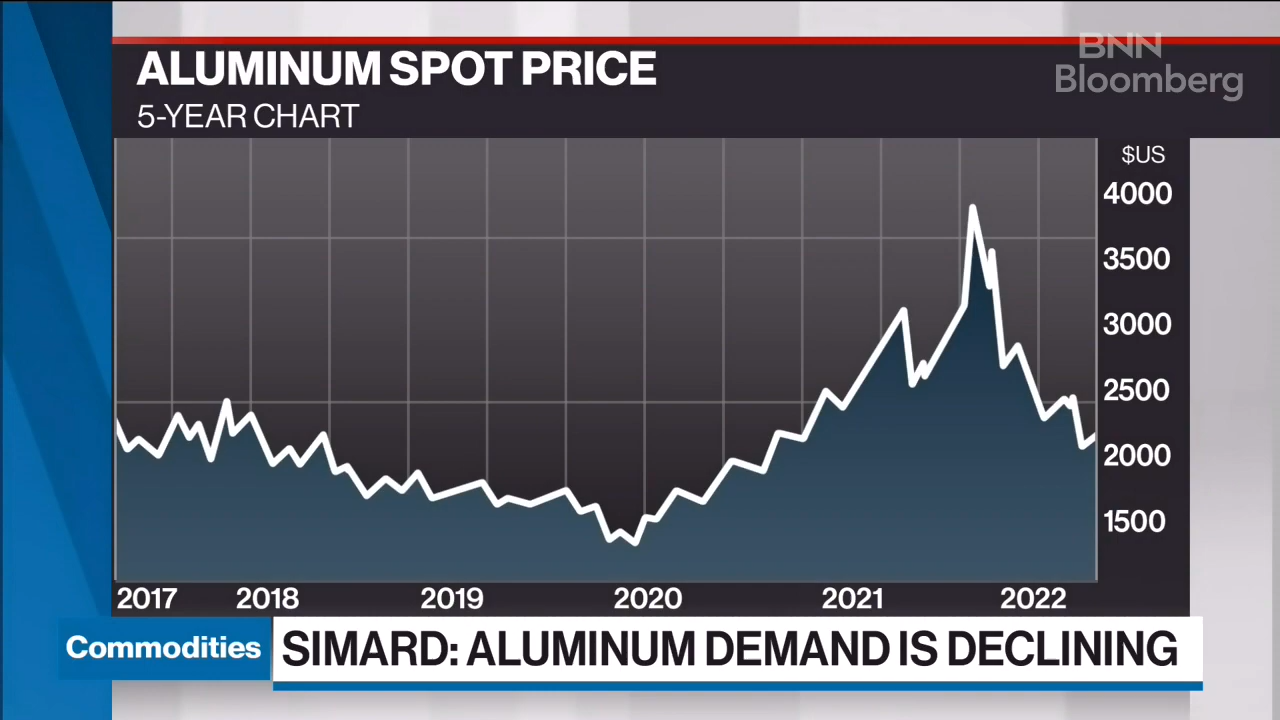 ALUMINUM SPOT PRICE
5-YEAR CHART
BNN
Bloomberg
$US
4000
3500
3000
2500
2000
1500
2017 2018 2019 2020 2021 2022
Commodities
SIMARD: ALUMINUM DEMAND IS DECLINING